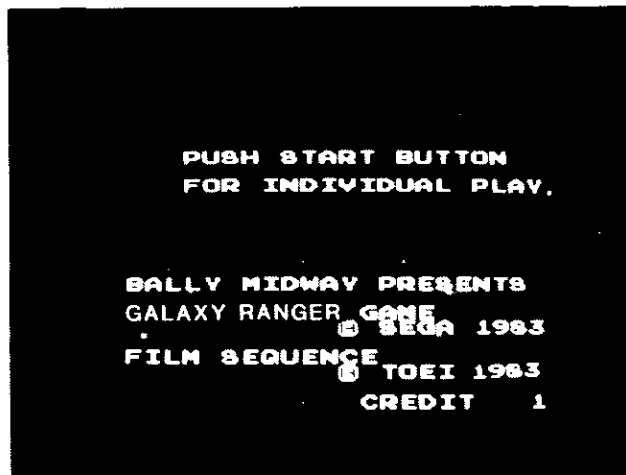 PUSH START BUTTON
FOR INDIVIDUAL PLAY.
BALLY MIDWAY PRESENTS
GALAXY RANGER GAME
© SEGA 1983
FILM SEQUENCE
© TOEI 1983
CREDIT 1